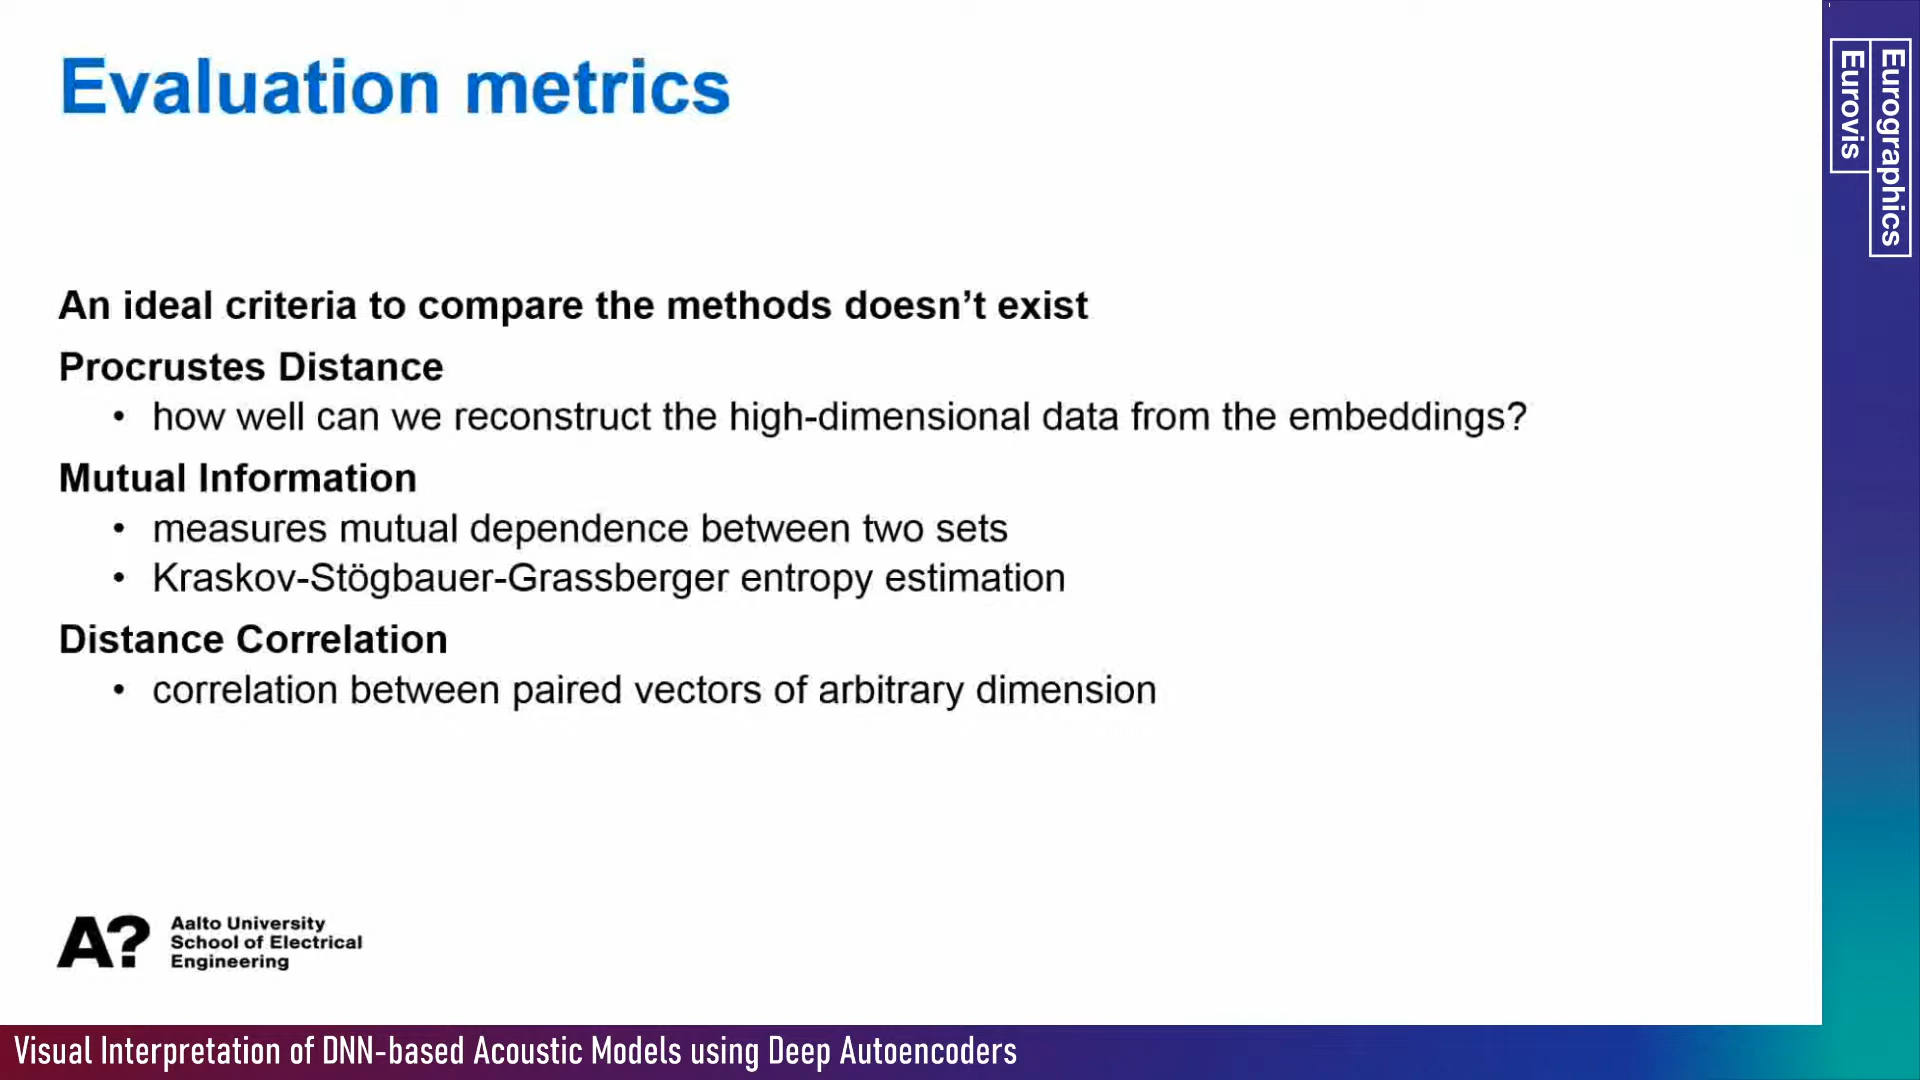 Evaluation metrics
An ideal criteria to compare the methods doesn’t exist
Procrustes Distance
• how well can we reconstruct the high-dimensional data from the embeddings?
Mutual Information
• measures mutual dependence between two sets
• Kraskov-Stögbauer-Grassberger entropy estimation
Distance Correlation
• correlation between paired vectors of arbitrary dimension
A?
Aalto University
School of Electrical
Engineering
Visual Interpretation of DNN-based Acoustic Models using Deep Autoencoders
Eurographics
Eurovis